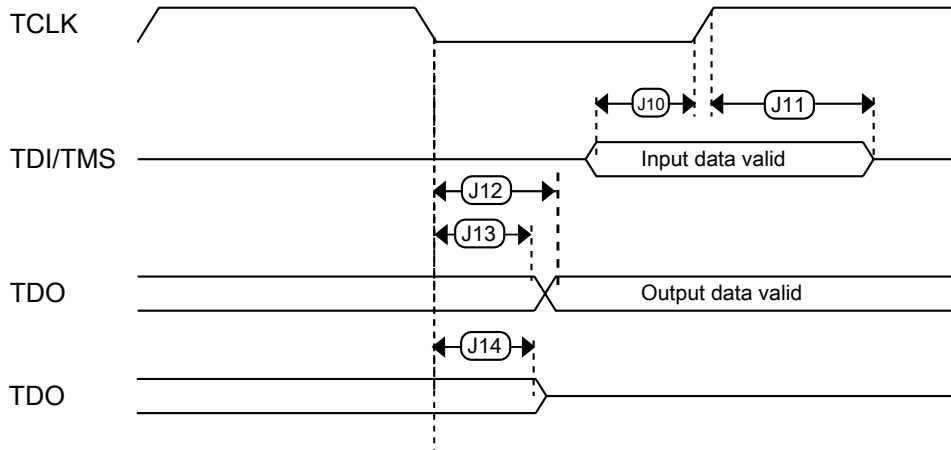 TCLK
J10
J11
TDI/TMS
Input data valid
J12
J13
TDO
Output data valid
J14
TDO